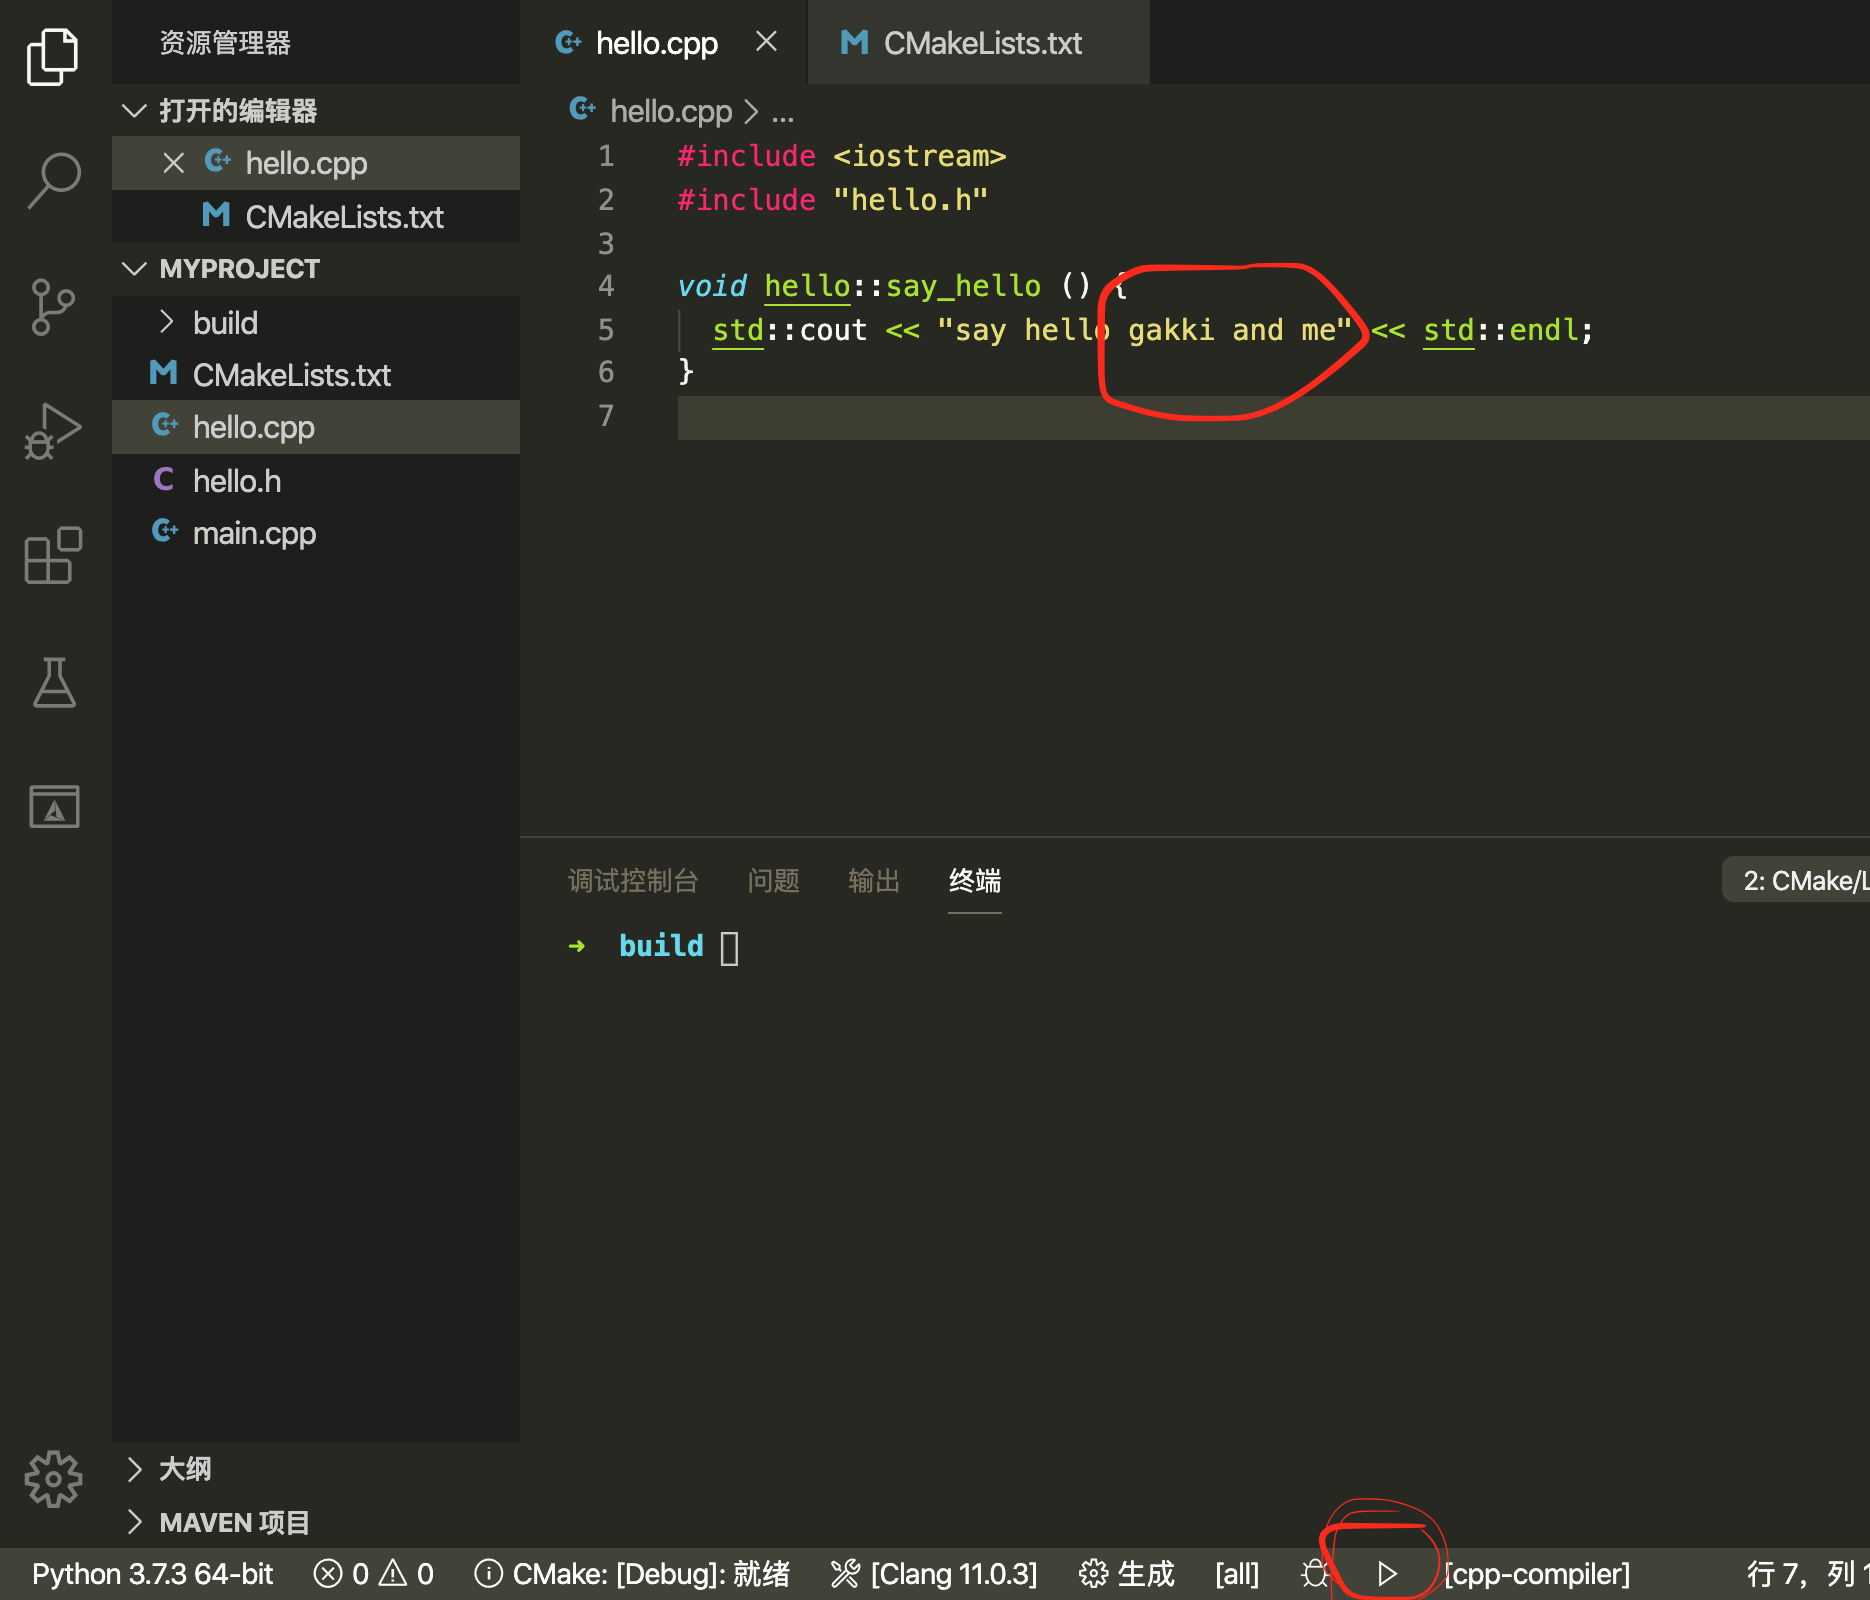 资源管理器
打开的编辑器
hello.cpp
CMakeLists.txt
MYPROJECT
build
CMakeLists.txt
hello.cpp
hello.h
main.cpp
大纲
MAVEN 项目
hello.cpp
CMakeLists.txt
hello.cpp > ...
1 #include <iostream>
2 #include "hello.h"
3
4 void hello::say_hello () {
5 std::cout << "say hello gakki and me" << std::endl;
6 }
7
调试控制台 问题 输出 终端 2: CMake/L
➜ build
Python 3.7.3 64-bit 0 0 CMake: [Debug]: 就绪 [Clang 11.0.3] 生成 [all] [cpp-compiler] 行 7，列 1